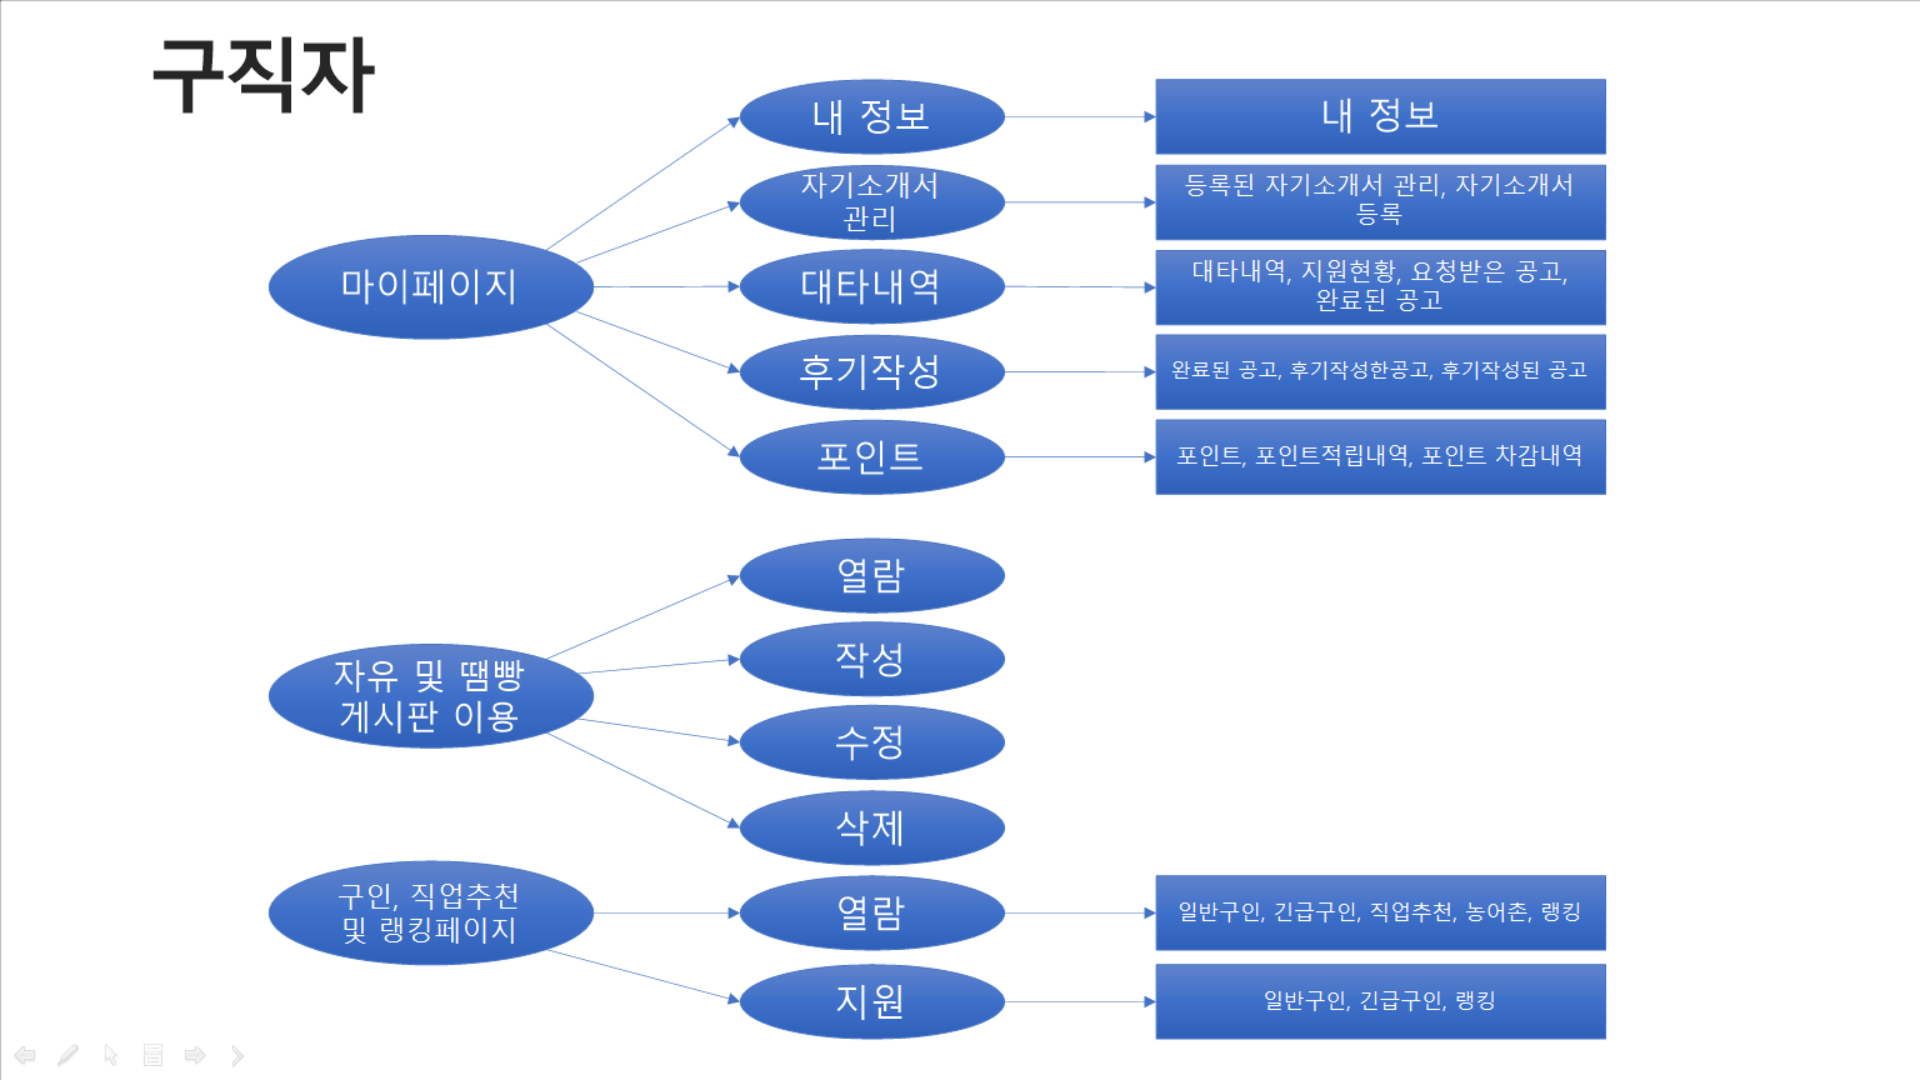 구직자
마이페이지
내 정보
내 정보
자기소개서
관리
등록된 자기소개서 관리, 자기소개서
등록
대타내역
대타내역, 지원현황, 요청받은 공고,
완료된 공고
후기작성
완료된 공고, 후기작성한공고, 후기작성된 공고
포인트
포인트, 포인트적립내역, 포인트 차감내역
자유 및 땜빵
게시판 이용
열람
작성
수정
삭제
구인, 직업추천
및 랭킹페이지
열람
일반구인, 긴급구인, 직업추천, 농어촌, 랭킹
지원
일반구인, 긴급구인, 랭킹